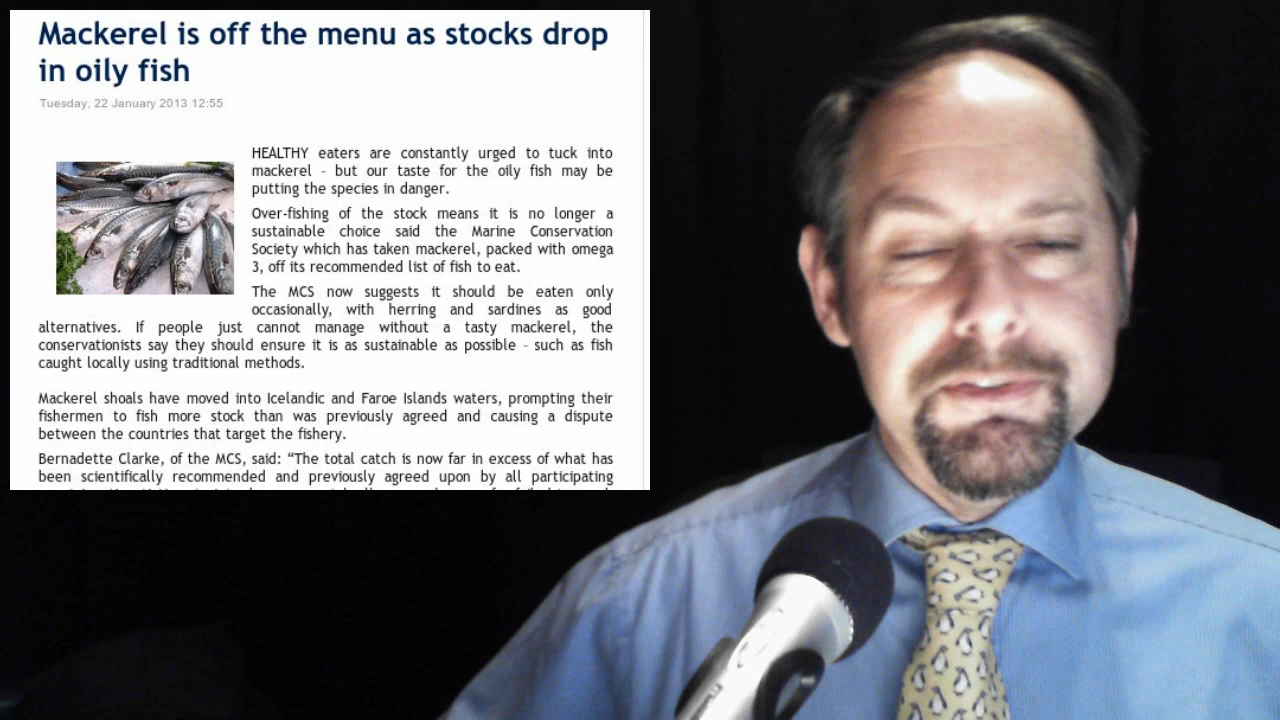 Mackerel is off the menu as stocks drop
in oily fish
Tuesday, 22 January 2013 12:55
HEALTHY eaters are constantly urged to tuck into
mackerel - but our taste for the oily fish may be
putting the species in danger.
Over-fishing of the stock means it is no longer a
sustainable choice said the Marine Conservation
Society which has taken mackerel, packed with omega
3, off its recommended list of fish to eat.
The MCS now suggests it should be eaten only
occasionally, with herring and sardines as good
alternatives. If people just cannot manage without a tasty mackerel, the
conservationists say they should ensure it is as sustainable as possible - such as fish
caught locally using traditional methods.
Mackerel shoals have moved into Icelandic and Faroe Islands waters, prompting their
fishermen to fish more stock than was previously agreed and causing a dispute
between the countries that target the fishery.
Bernadette Clarke, of the MCS, said: “The total catch is now far in excess of what has
been scientifically recommended and previously agreed upon by all participating